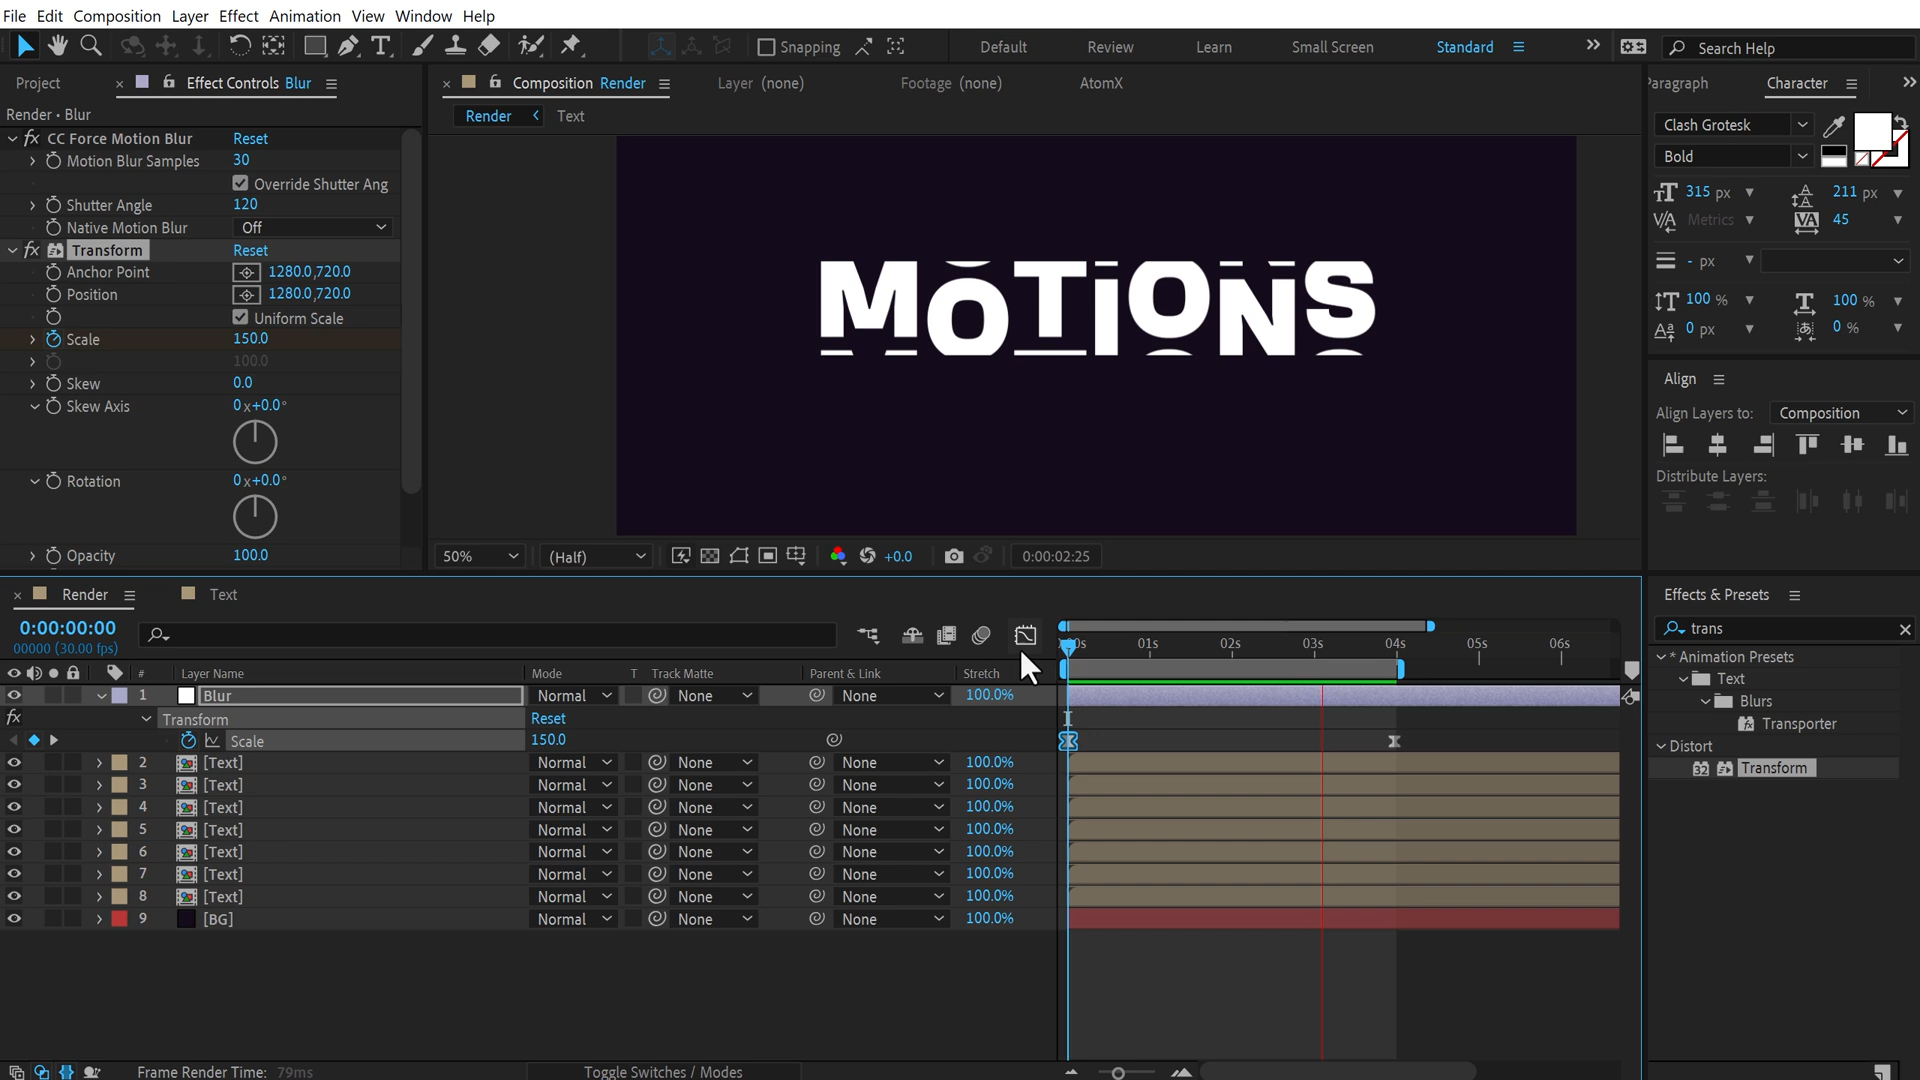 File Edit Composition Layer Effect Animation View Window Help
Snapping
Default Review Learn Small Screen Standard
Search Help
Project Effect Controls Blur
Composition Render Layer (none) Footage (none) AtomX
Paragraph Character
Render • Blur
Render Text
CC Force Motion Blur Reset
Motion Blur Samples 30
Override Shutter Ang
Shutter Angle 120
Native Motion Blur Off
Transform Reset
Anchor Point 1280.0,720.0
Position 1280.0,720.0
Uniform Scale
Scale 150.0
100.0
Skew 0.0
Skew Axis 0x+0.0°
Rotation 0x+0.0°
Opacity 100.0
MOTIONS
50% (Half) +0.0 0:00:02:25
Clash Grotesk
Bold
315 px 211 px
Metrics 45
- px
100 % 100 %
0 px 0 %
Align
Align Layers to: Composition
Distribute Layers:
Render Text
0:00:00:00
00000 (30.00 fps)
:00s 01s 02s 03s 04s 05s 06s
# Layer Name Mode T Track Matte Parent & Link Stretch
1 Blur Normal None None 100.0%
Transform Reset
Scale 150.0
2 [Text] Normal None None 100.0%
3 [Text] Normal None None 100.0%
4 [Text] Normal None None 100.0%
5 [Text] Normal None None 100.0%
6 [Text] Normal None None 100.0%
7 [Text] Normal None None 100.0%
8 [Text] Normal None None 100.0%
9 [BG] Normal None None 100.0%
Frame Render Time: 79ms Toggle Switches / Modes
Effects & Presets
trans
* Animation Presets
Text
Blurs
Transporter
Distort
32 Transform